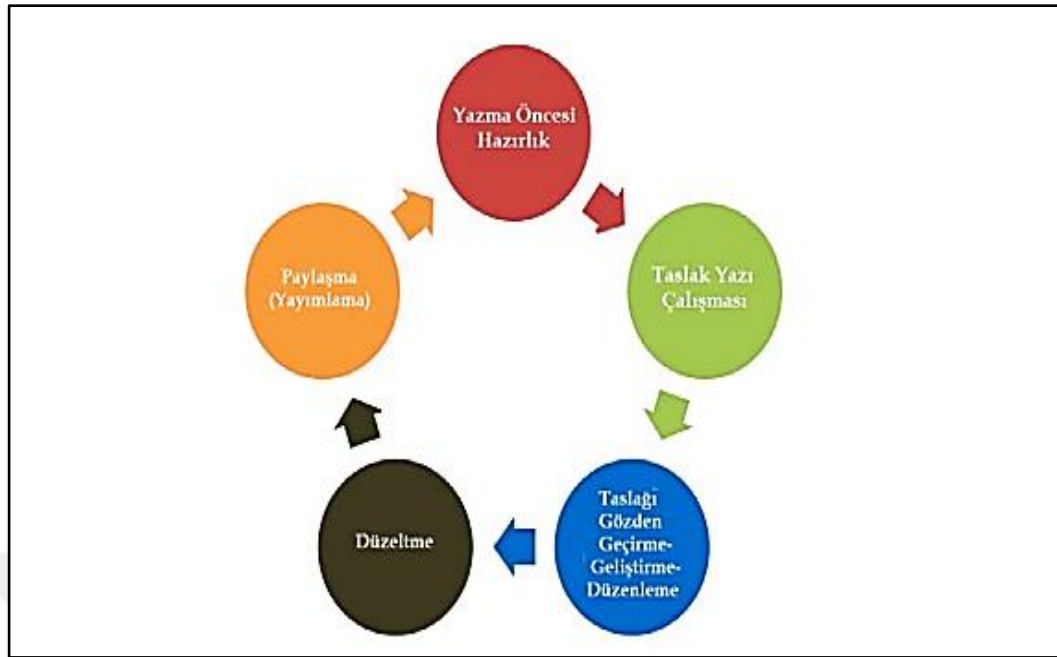 Yazma Öncesi
Hazırlık
Taslak Yazı
Çalışması
Taslağı
Gözden
Geçirme-
Geliştirme-
Düzenleme
Düzeltme
Paylaşma
(Yayımlama)